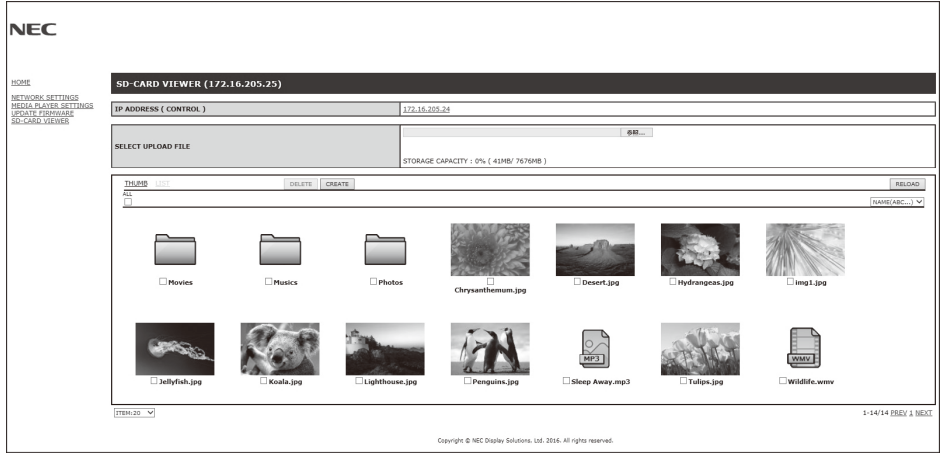 NEC
HOME
NETWORK SETTINGS
MEDIA PLAYER SETTINGS
UPDATE FIRMWARE
SD-CARD VIEWER
SD-CARD VIEWER (172.16.205.25)
IP ADDRESS ( CONTROL )
172.16.205.24
SELECT UPLOAD FILE
参照...
STORAGE CAPACITY : 0% ( 41MB/ 7676MB )
THUMB LIST DELETE CREATE RELOAD
ALL
NAME(ABC...)
Movies Musics Photos Chrysanthemum.jpg Desert.jpg Hydrangeas.jpg img1.jpg
MP3 WMV
Jellyfish.jpg Koala.jpg Lighthouse.jpg Penguins.jpg Sleep Away.mp3 Tulips.jpg Wildlife.wmv
ITEM:20 1-14/14 PREV 1 NEXT
Copyright © NEC Display Solutions, Ltd. 2016. All rights reserved.